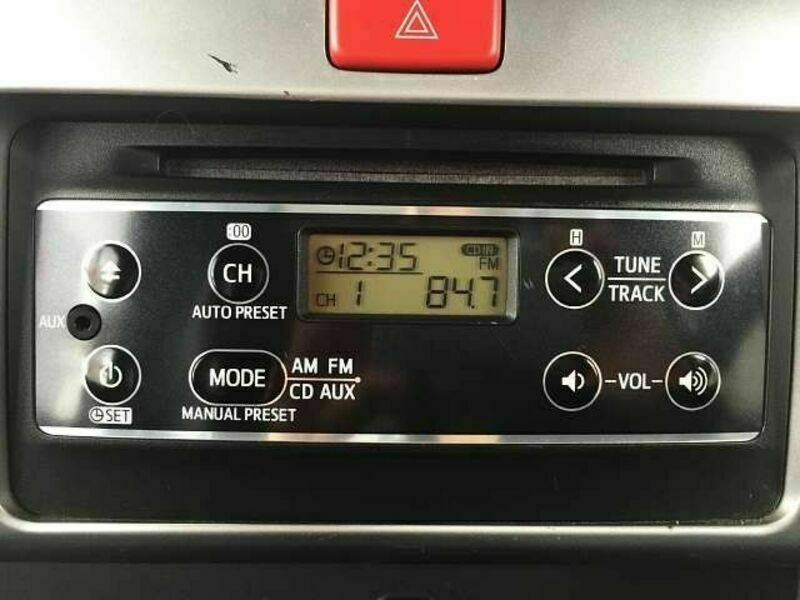 :00
CH
AUTO PRESET
AUX
SET
MODE
AM FM
CD AUX
MANUAL PRESET
12:35
CD IN
FM
CH 1 84.7
H
M
TUNE
TRACK
VOL